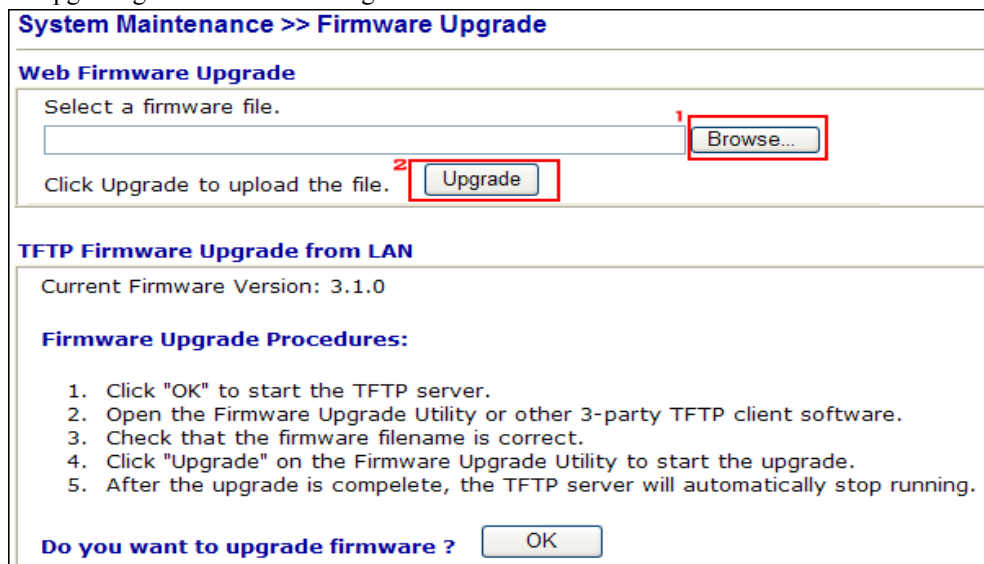 System Maintenance >> Firmware Upgrade
Web Firmware Upgrade
Select a firmware file.
1
Browse...
2
Click Upgrade to upload the file.
Upgrade
TFTP Firmware Upgrade from LAN
Current Firmware Version: 3.1.0
Firmware Upgrade Procedures:
1. Click "OK" to start the TFTP server.
2. Open the Firmware Upgrade Utility or other 3-party TFTP client software.
3. Check that the firmware filename is correct.
4. Click "Upgrade" on the Firmware Upgrade Utility to start the upgrade.
5. After the upgrade is compelete, the TFTP server will automatically stop running.
Do you want to upgrade firmware ? OK